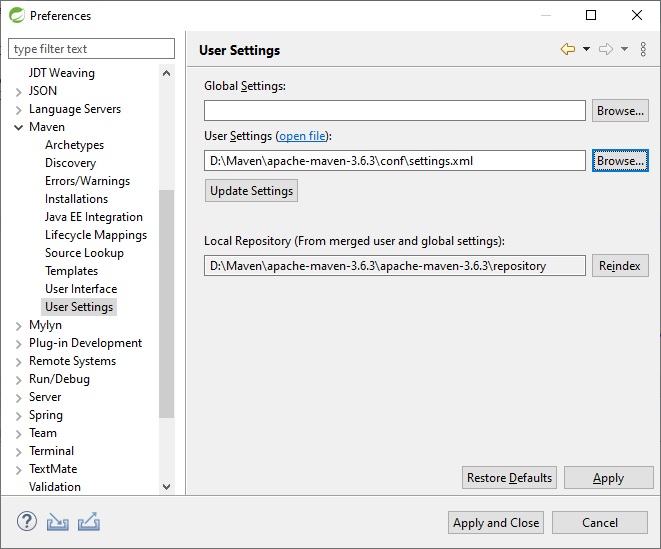 Preferences
type filter text
JDT Weaving
JSON
Language Servers
Maven
Archetypes
Discovery
Errors/Warnings
Installations
Java EE Integration
Lifecycle Mappings
Source Lookup
Templates
User Interface
User Settings
Mylyn
Plug-in Development
Remote Systems
Run/Debug
Server
Spring
Team
Terminal
TextMate
Validation
User Settings
Global Settings:
Browse...
User Settings (open file):
D:\Maven\apache-maven-3.6.3\conf\settings.xml
Browse...
Update Settings
Local Repository (From merged user and global settings):
D:\Maven\apache-maven-3.6.3\apache-maven-3.6.3\repository
Reindex
Restore Defaults
Apply
?
Apply and Close
Cancel